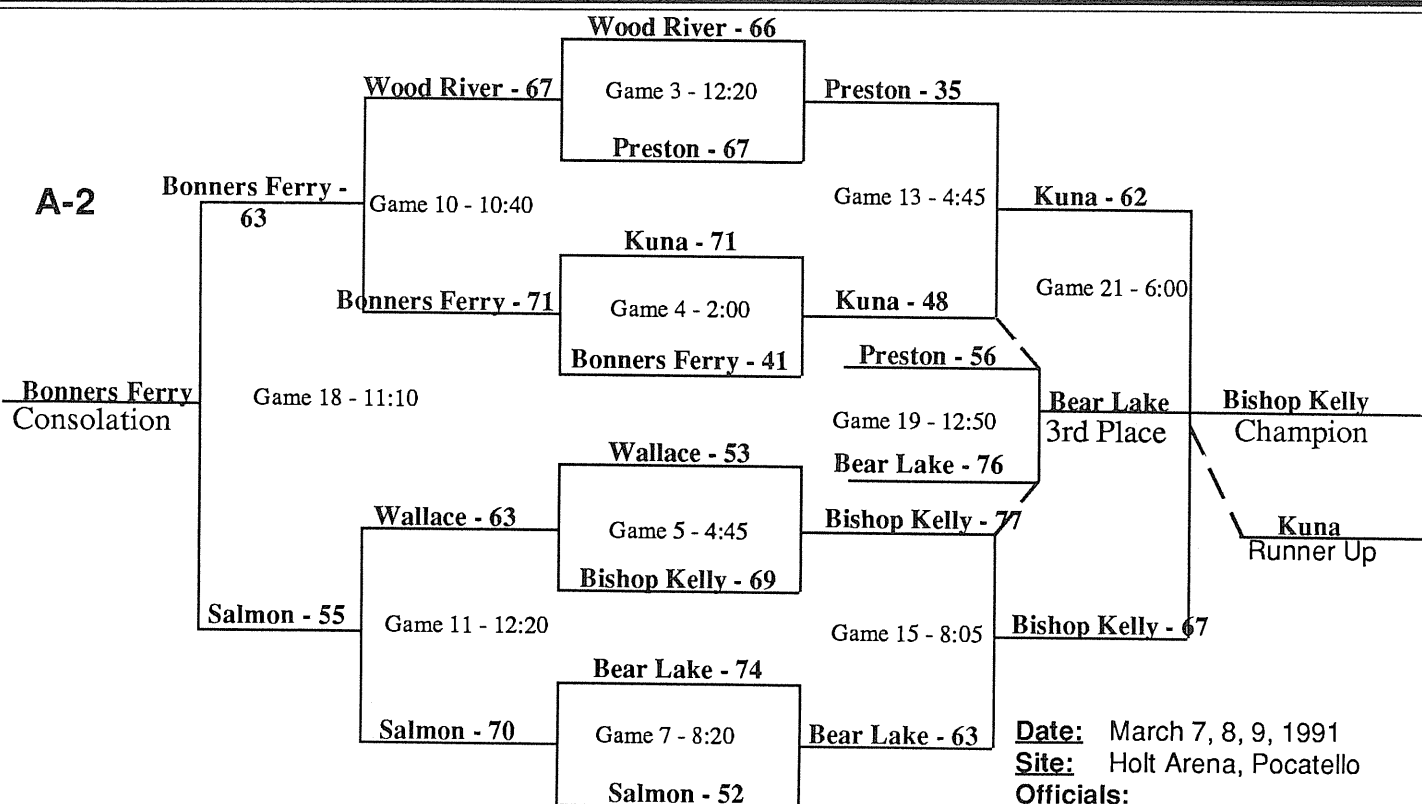 Wood River - 66
Wood River - 67
Game 3 - 12:20
Preston - 35
Preston - 67
A-2
Bonners Ferry -
63
Game 10 - 10:40
Game 13 - 4:45
Kuna - 62
Kuna - 71
Bonners Ferry - 71
Game 4 - 2:00
Kuna - 48
Game 21 - 6:00
Bonners Ferry - 41
Preston - 56
Bonners Ferry
Consolation
Game 18 - 11:10
Game 19 - 12:50
Bear Lake
3rd Place
Bishop Kelly
Champion
Wallace - 53
Bear Lake - 76
Wallace - 63
Game 5 - 4:45
Bishop Kelly - 77
Kuna
Runner Up
Bishop Kelly - 69
Salmon - 55
Game 11 - 12:20
Game 15 - 8:05
Bishop Kelly - 67
Bear Lake - 74
Salmon - 70
Game 7 - 8:20
Bear Lake - 63
Salmon - 52
Date: March 7, 8, 9, 1991
Site: Holt Arena, Pocatello
Officials: